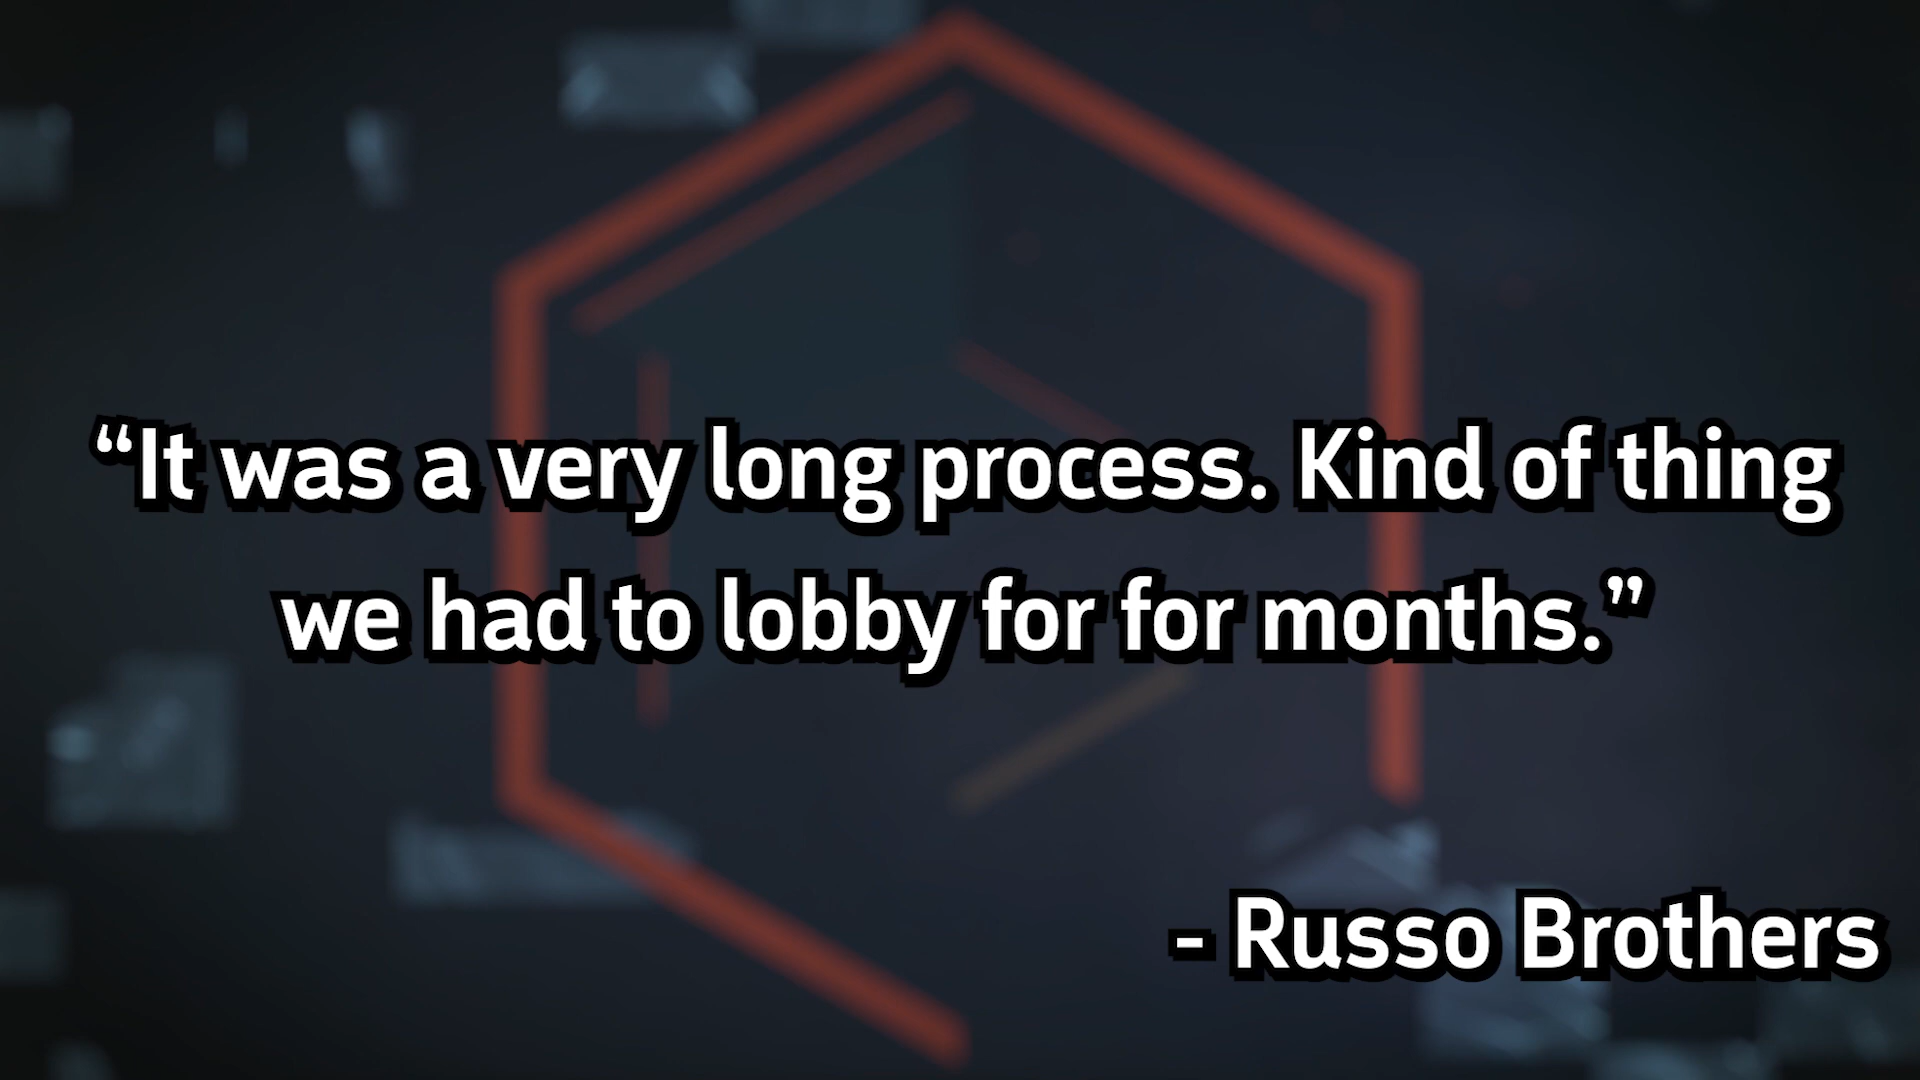 “It was a very long process. Kind of thing
we had to lobby for for months.”
- Russo Brothers